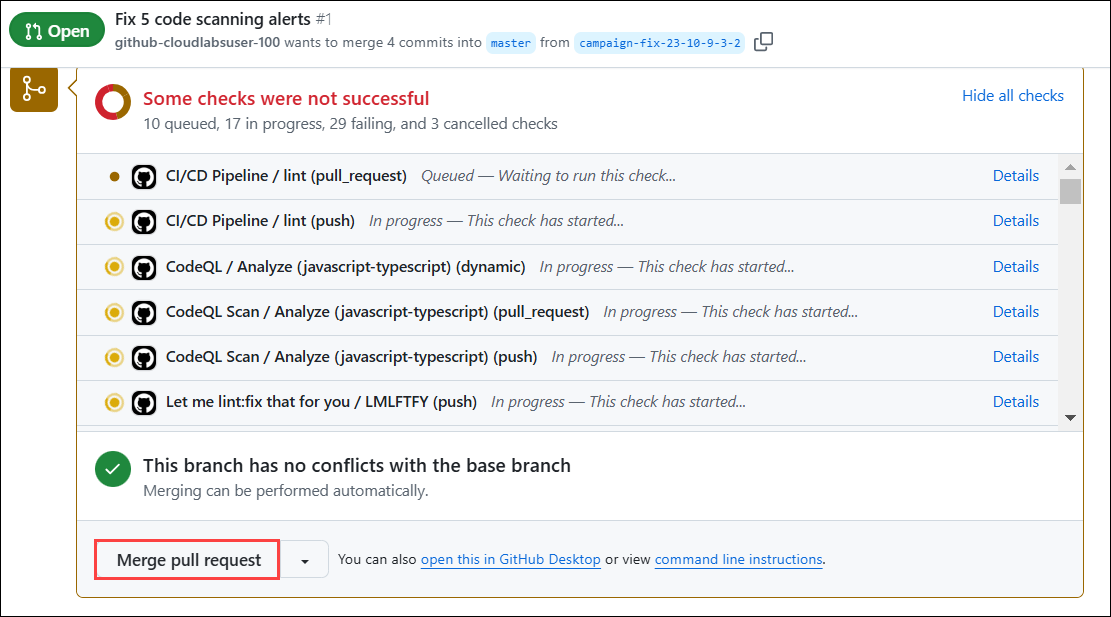 Open
Fix 5 code scanning alerts #1
github-cloudlabsuser-100 wants to merge 4 commits into master from campaign-fix-23-10-9-3-2
Some checks were not successful
Hide all checks
10 queued, 17 in progress, 29 failing, and 3 cancelled checks
CI/CD Pipeline / lint (pull_request) Queued — Waiting to run this check... Details
CI/CD Pipeline / lint (push) In progress — This check has started... Details
CodeQL / Analyze (javascript-typescript) (dynamic) In progress — This check has started... Details
CodeQL Scan / Analyze (javascript-typescript) (pull_request) In progress — This check has started... Details
CodeQL Scan / Analyze (javascript-typescript) (push) In progress — This check has started... Details
Let me lint:fix that for you / LMLFTFY (push) In progress — This check has started... Details
This branch has no conflicts with the base branch
Merging can be performed automatically.
Merge pull request You can also open this in GitHub Desktop or view command line instructions.